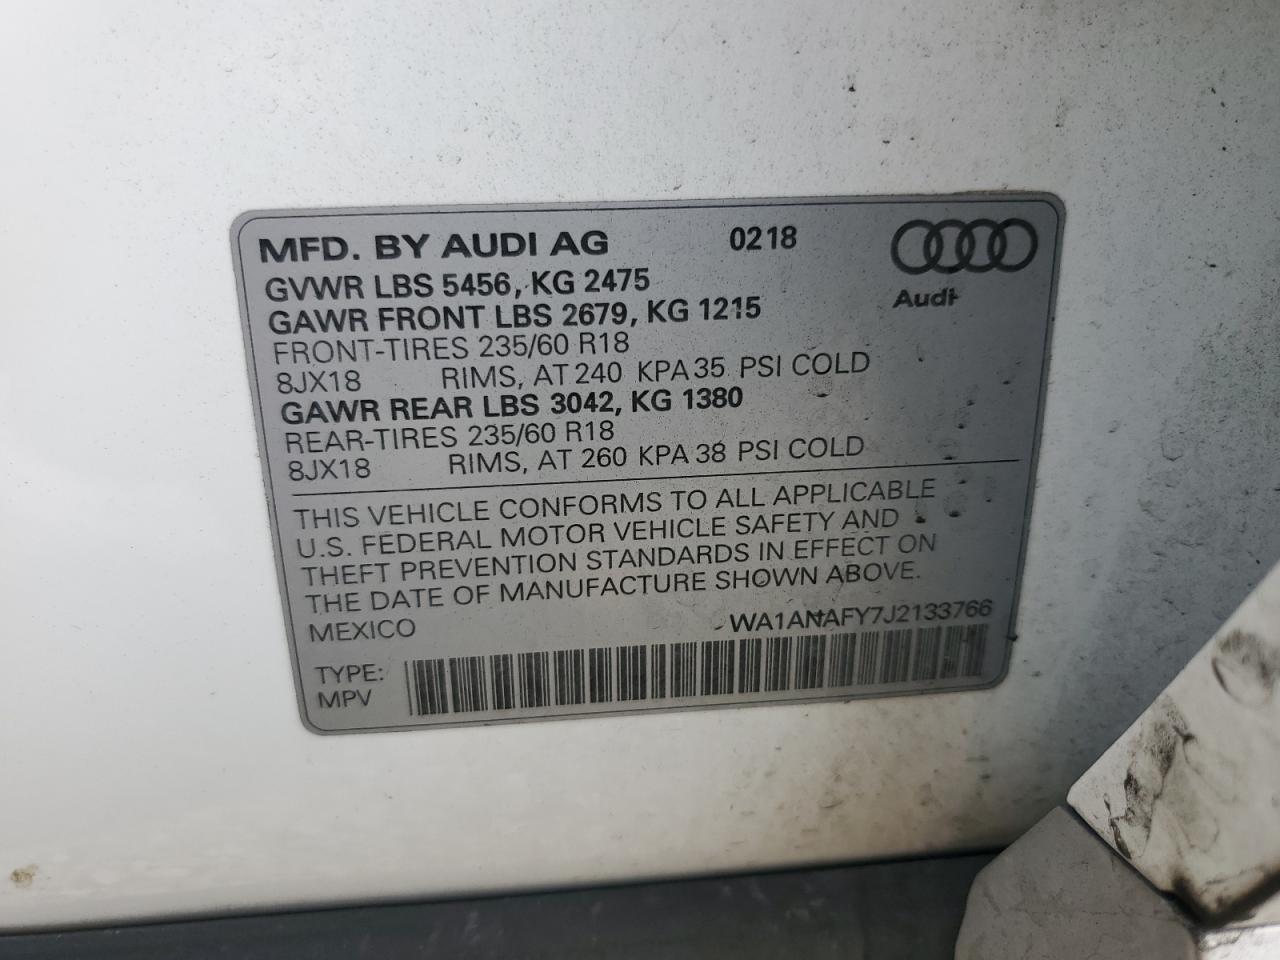 MFD. BY AUDI AG 0218
Audi
GVWR LBS 5456, KG 2475
GAWR FRONT LBS 2679, KG 1215
FRONT-TIRES 235/60 R18
8JX18 RIMS, AT 240 KPA 35 PSI COLD
GAWR REAR LBS 3042, KG 1380
REAR-TIRES 235/60 R18
8JX18 RIMS, AT 260 KPA 38 PSI COLD
THIS VEHICLE CONFORMS TO ALL APPLICABLE
U.S. FEDERAL MOTOR VEHICLE SAFETY AND
THEFT PREVENTION STANDARDS IN EFFECT ON
THE DATE OF MANUFACTURE SHOWN ABOVE.
MEXICO WA1ANAFY7J2133766
TYPE:
MPV